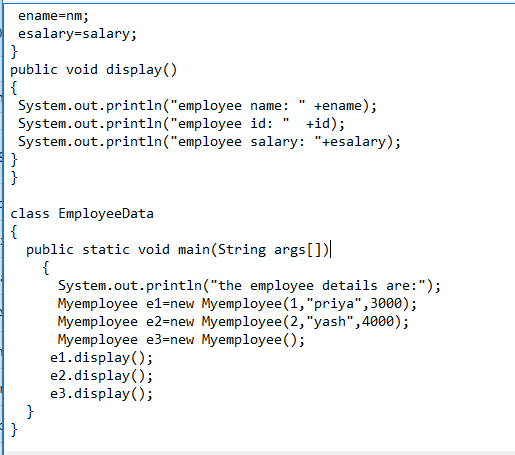 ename=nm;
esalary=salary;
}
public void display()
{
System.out.println("employee name: " +ename);
System.out.println("employee id: "  +id);
System.out.println("employee salary: "+esalary);
}
}

class EmployeeData
{
  public static void main(String args[])
    {
      System.out.println("the employee details are:");
      Myemployee e1=new Myemployee(1,"priya",3000);
      Myemployee e2=new Myemployee(2,"yash",4000);
      Myemployee e3=new Myemployee();
     e1.display();
     e2.display();
     e3.display();
  }
}